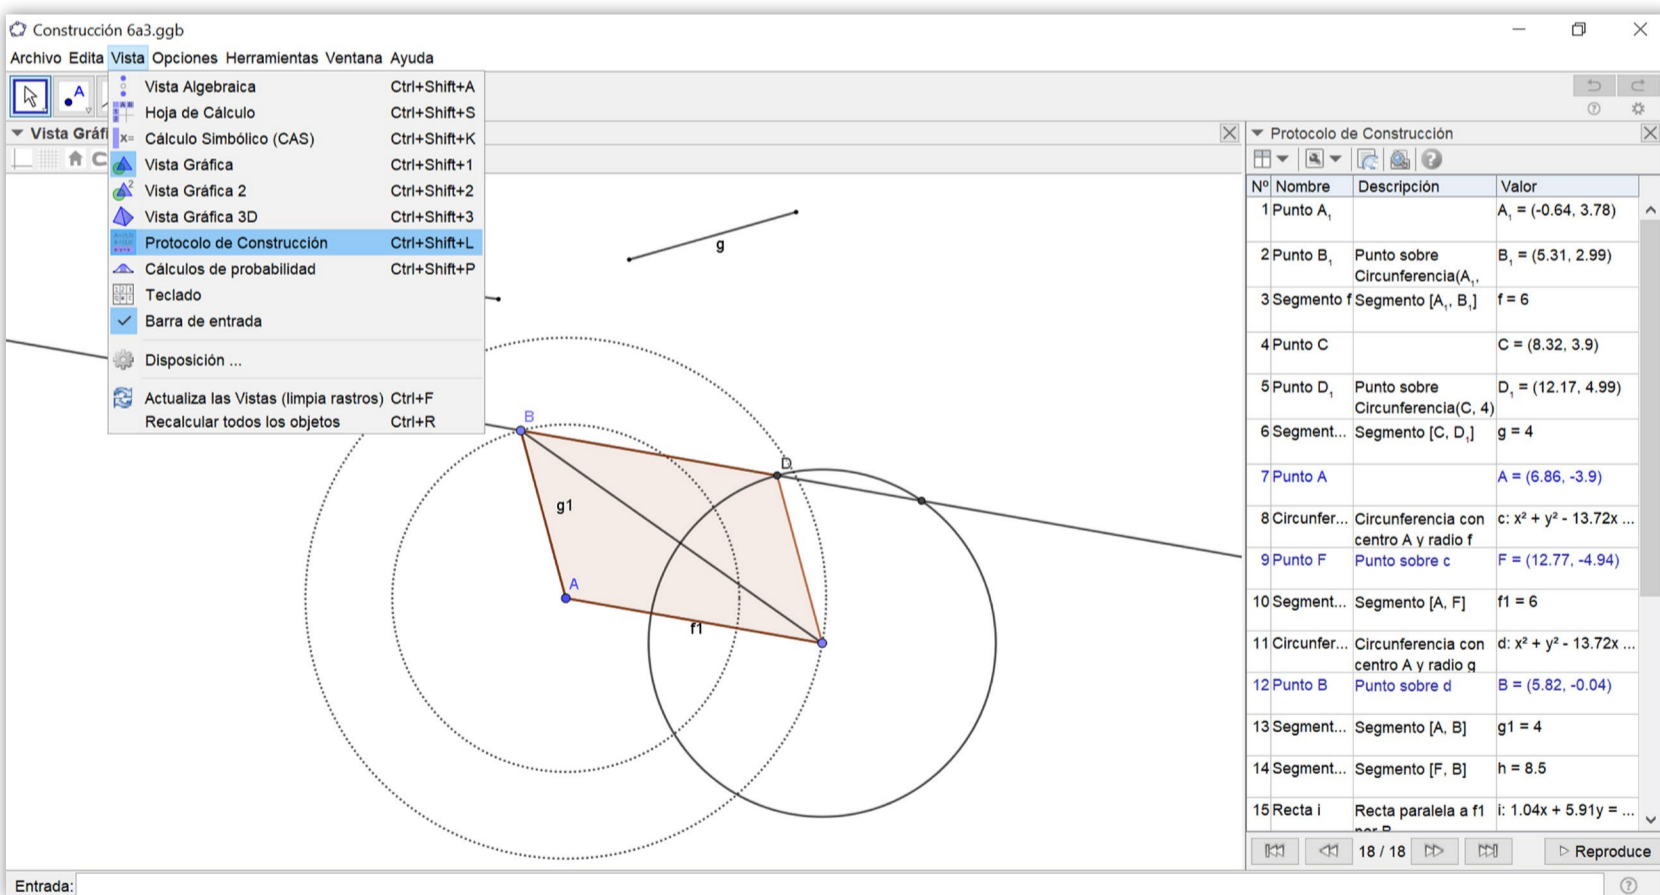 Construcción 6a3.ggb
Archivo Edita Vista Opciones Herramientas Ventana Ayuda
A
Vista Gráfi
Vista Algebraica Ctrl+Shift+A
Hoja de Cálculo Ctrl+Shift+S
x= Cálculo Simbólico (CAS) Ctrl+Shift+K
Vista Gráfica Ctrl+Shift+1
2 Vista Gráfica 2 Ctrl+Shift+2
Vista Gráfica 3D Ctrl+Shift+3
Protocolo de Construcción Ctrl+Shift+L
Cálculos de probabilidad Ctrl+Shift+P
Teclado
Barra de entrada
Disposición ...
Actualiza las Vistas (limpia rastros) Ctrl+F
Recalcular todos los objetos Ctrl+R
g
B
D
g1
A
f1
Protocolo de Construcción
Nº Nombre Descripción Valor
1 Punto A₁ A₁ = (-0.64, 3.78)
2 Punto B₁ Punto sobre B₁ = (5.31, 2.99)
Circunferencia(A₁,
3 Segmento f Segmento [A₁, B₁] f = 6
4 Punto C C = (8.32, 3.9)
5 Punto D₁ Punto sobre D₁ = (12.17, 4.99)
Circunferencia(C, 4)
6 Segment... Segmento [C, D₁] g = 4
7 Punto A A = (6.86, -3.9)
8 Circunfer... Circunferencia con c: x² + y² - 13.72x ...
centro A y radio f
9 Punto F Punto sobre c F = (12.77, -4.94)
10 Segment... Segmento [A, F] f1 = 6
11 Circunfer... Circunferencia con d: x² + y² - 13.72x ...
centro A y radio g
12 Punto B Punto sobre d B = (5.82, -0.04)
13 Segment... Segmento [A, B] g1 = 4
14 Segment... Segmento [F, B] h = 8.5
15 Recta i Recta paralela a f1 i: 1.04x + 5.91y = ...
por B
18 / 18 Reproduce
Entrada: